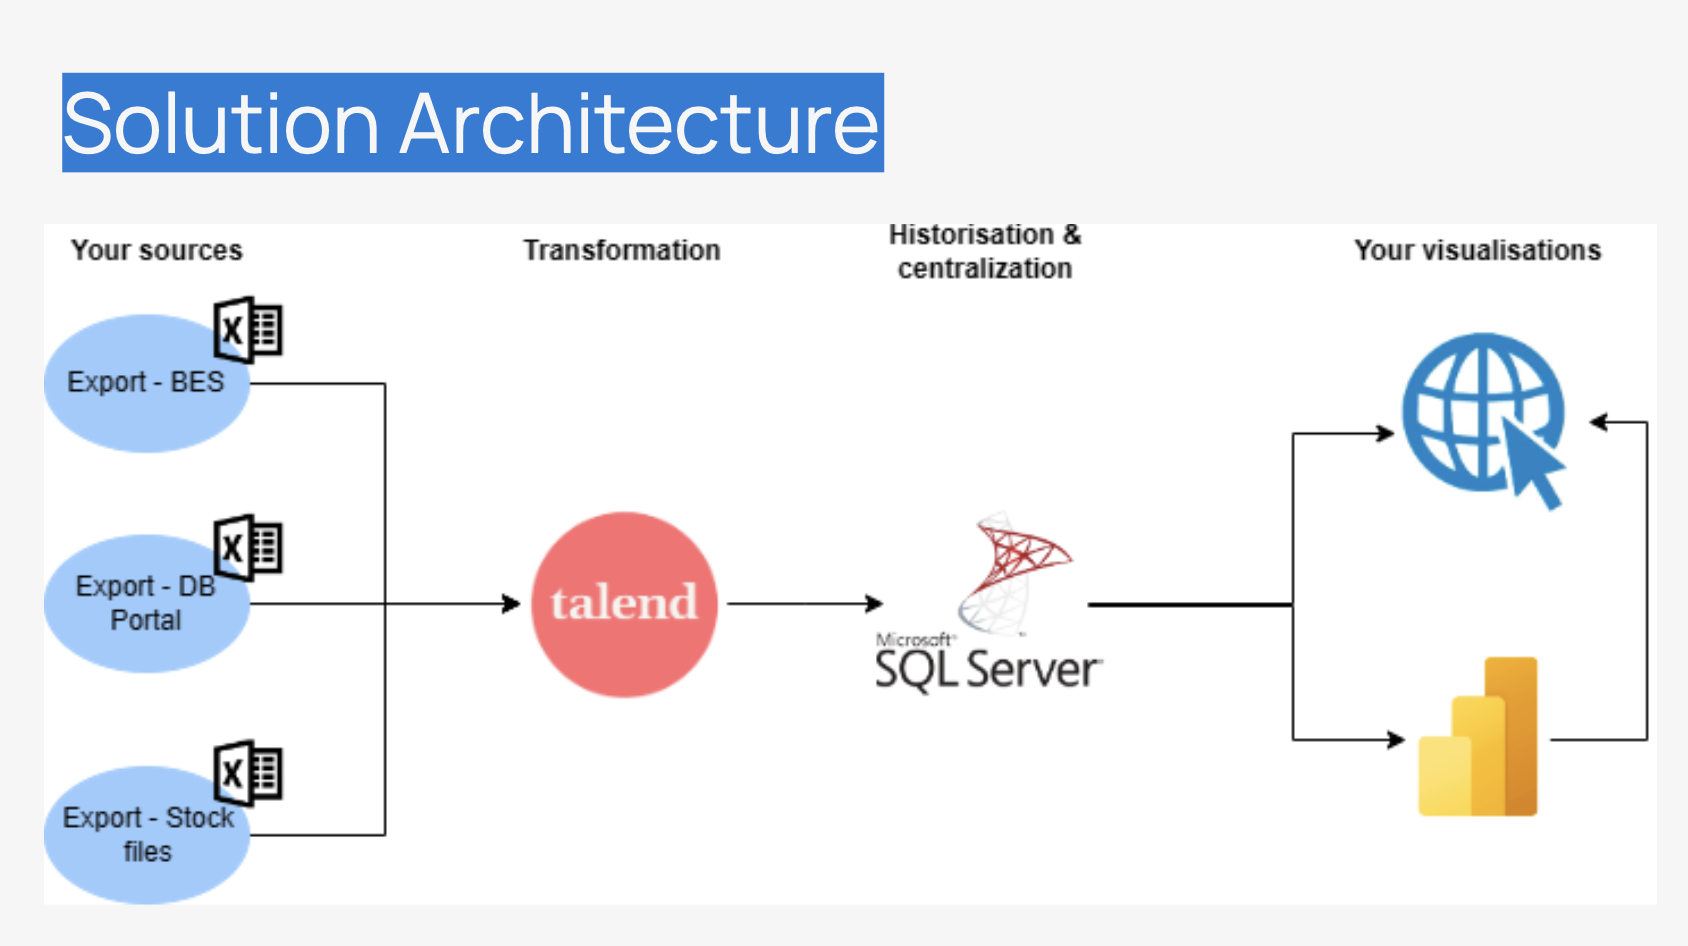 Solution Architecture
Your sources
Transformation
Historisation &
centralization
Your visualisations
X
Export - BES
X
Export - DB
Portal
talend
Microsoft
SQL Server
X
Export - Stock
files